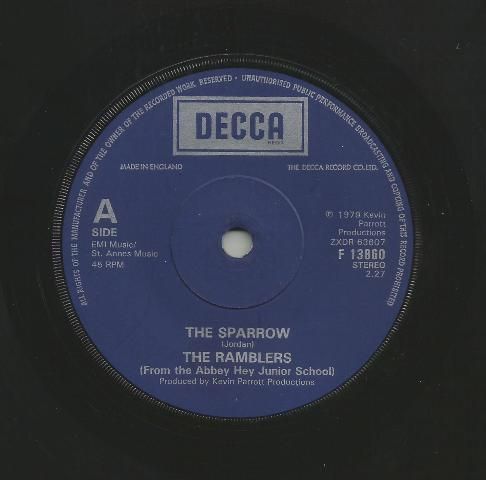 ALL RIGHTS OF THE MANUFACTURER AND OF THE OWNER OF THE RECORDED WORK RESERVED · UNAUTHORISED PUBLIC PERFORMANCE BROADCASTING AND COPYING OF THIS RECORD PROHIBITED
DECCA
MADE IN ENGLAND
THE DECCA RECORD CO. LTD.
A
SIDE
EMI Music/
St. Annes Music
45 RPM
℗ 1979 Kevin
Parrott
Productions
ZXDR 63607
F 13860
STEREO
2.27
THE SPARROW
(Jordan)
THE RAMBLERS
(From the Abbey Hey Junior School)
Produced by Kevin Parrott Productions